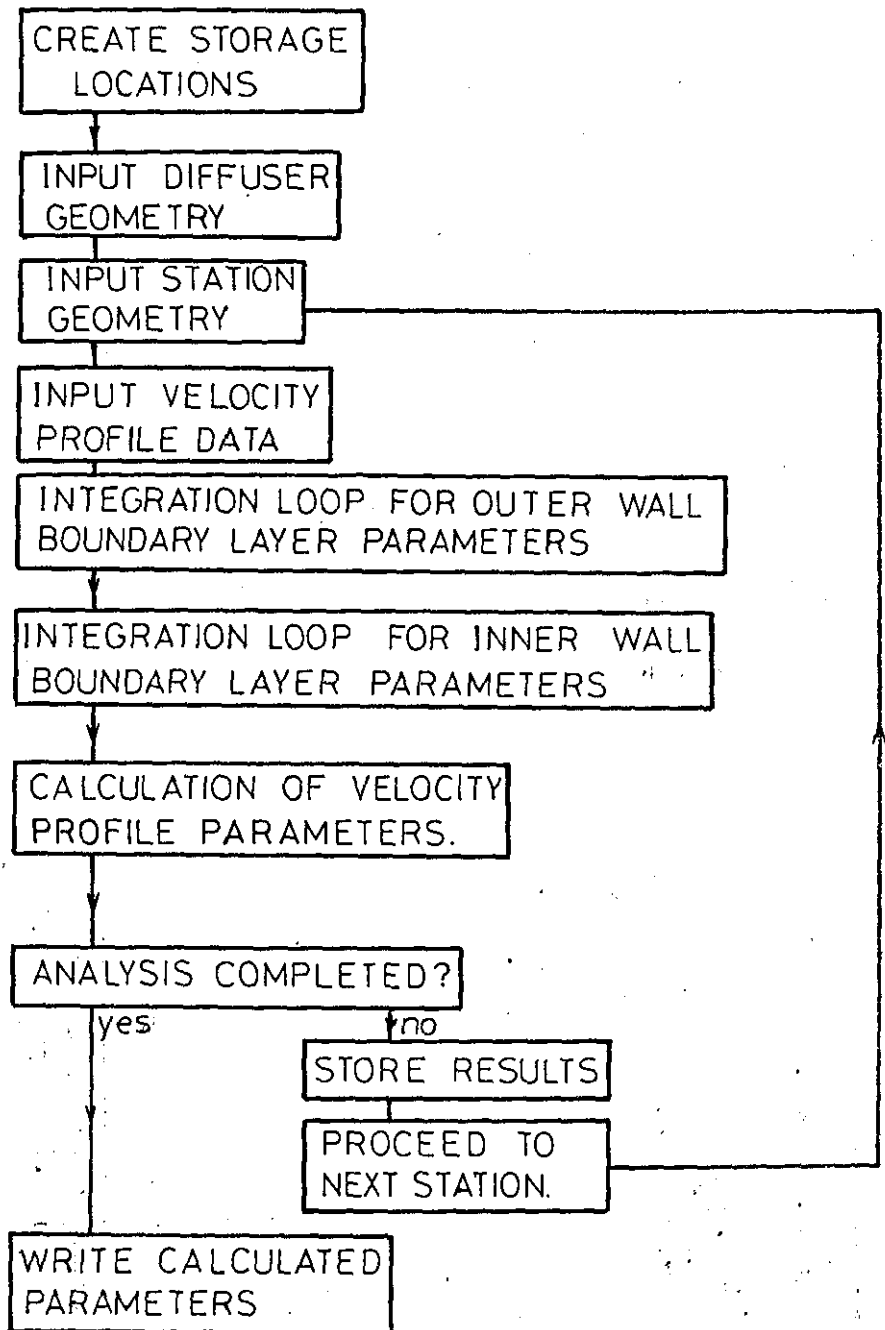 CREATE STORAGE
LOCATIONS
INPUT DIFFUSER
GEOMETRY
INPUT STATION
GEOMETRY
INPUT VELOCITY
PROFILE DATA
INTEGRATION LOOP FOR OUTER WALL
BOUNDARY LAYER PARAMETERS
INTEGRATION LOOP FOR INNER WALL
BOUNDARY LAYER PARAMETERS
CALCULATION OF VELOCITY
PROFILE PARAMETERS.
ANALYSIS COMPLETED?
yes
no
STORE RESULTS
PROCEED TO
NEXT STATION.
WRITE CALCULATED
PARAMETERS